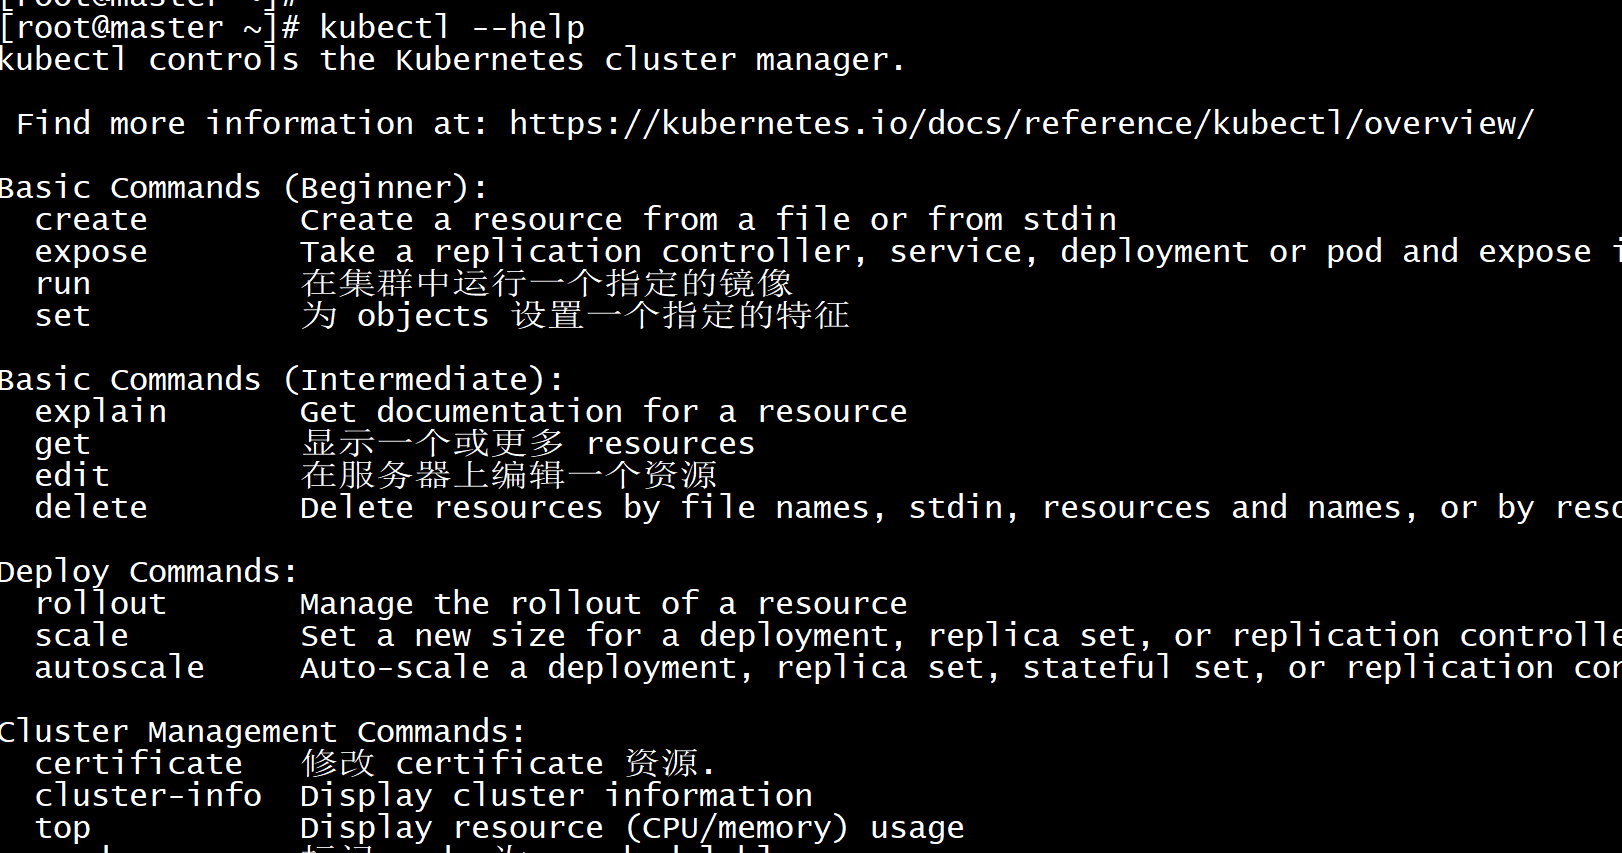 [root@master ~]#
[root@master ~]# kubectl --help
kubectl controls the Kubernetes cluster manager.
Find more information at: https://kubernetes.io/docs/reference/kubectl/overview/
Basic Commands (Beginner):
create Create a resource from a file or from stdin
expose Take a replication controller, service, deployment or pod and expose
run 在集群中运行一个指定的镜像
set 为 objects 设置一个指定的特征
Basic Commands (Intermediate):
explain Get documentation for a resource
get 显示一个或更多 resources
edit 在服务器上编辑一个资源
delete Delete resources by file names, stdin, resources and names, or by
Deploy Commands:
rollout Manage the rollout of a resource
scale Set a new size for a deployment, replica set, or replication
autoscale Auto-scale a deployment, replica set, stateful set, or replication
Cluster Management Commands:
certificate 修改 certificate 资源.
cluster-info Display cluster information
top Display resource (CPU/memory) usage